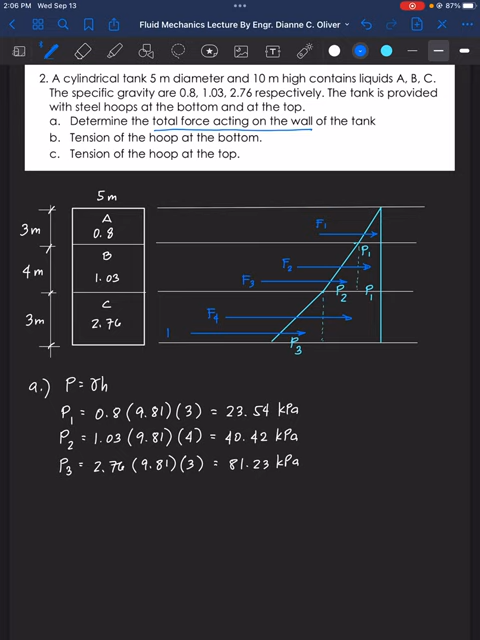 2:06 PM Wed Sep 13
87%
Fluid Mechanics Lecture By Engr. Dianne C. Oliver
2. A cylindrical tank 5 m diameter and 10 m high contains liquids A, B, C.
The specific gravity are 0.8, 1.03, 2.76 respectively. The tank is provided
with steel hoops at the bottom and at the top.
a. Determine the total force acting on the wall of the tank
b. Tension of the hoop at the bottom.
c. Tension of the hoop at the top.
5m
3m
A
0.8
F₁
P₁
4m
B
1.03
F₂
F₃
P₂
P₁
3m
C
2.76
F₄
P₃
a.) P = γh
P₁ = 0.8 (9.81) (3) = 23.54 kPa
P₂ = 1.03 (9.81) (4) = 40.42 kPa
P₃ = 2.76 (9.81) (3) = 81.23 kPa